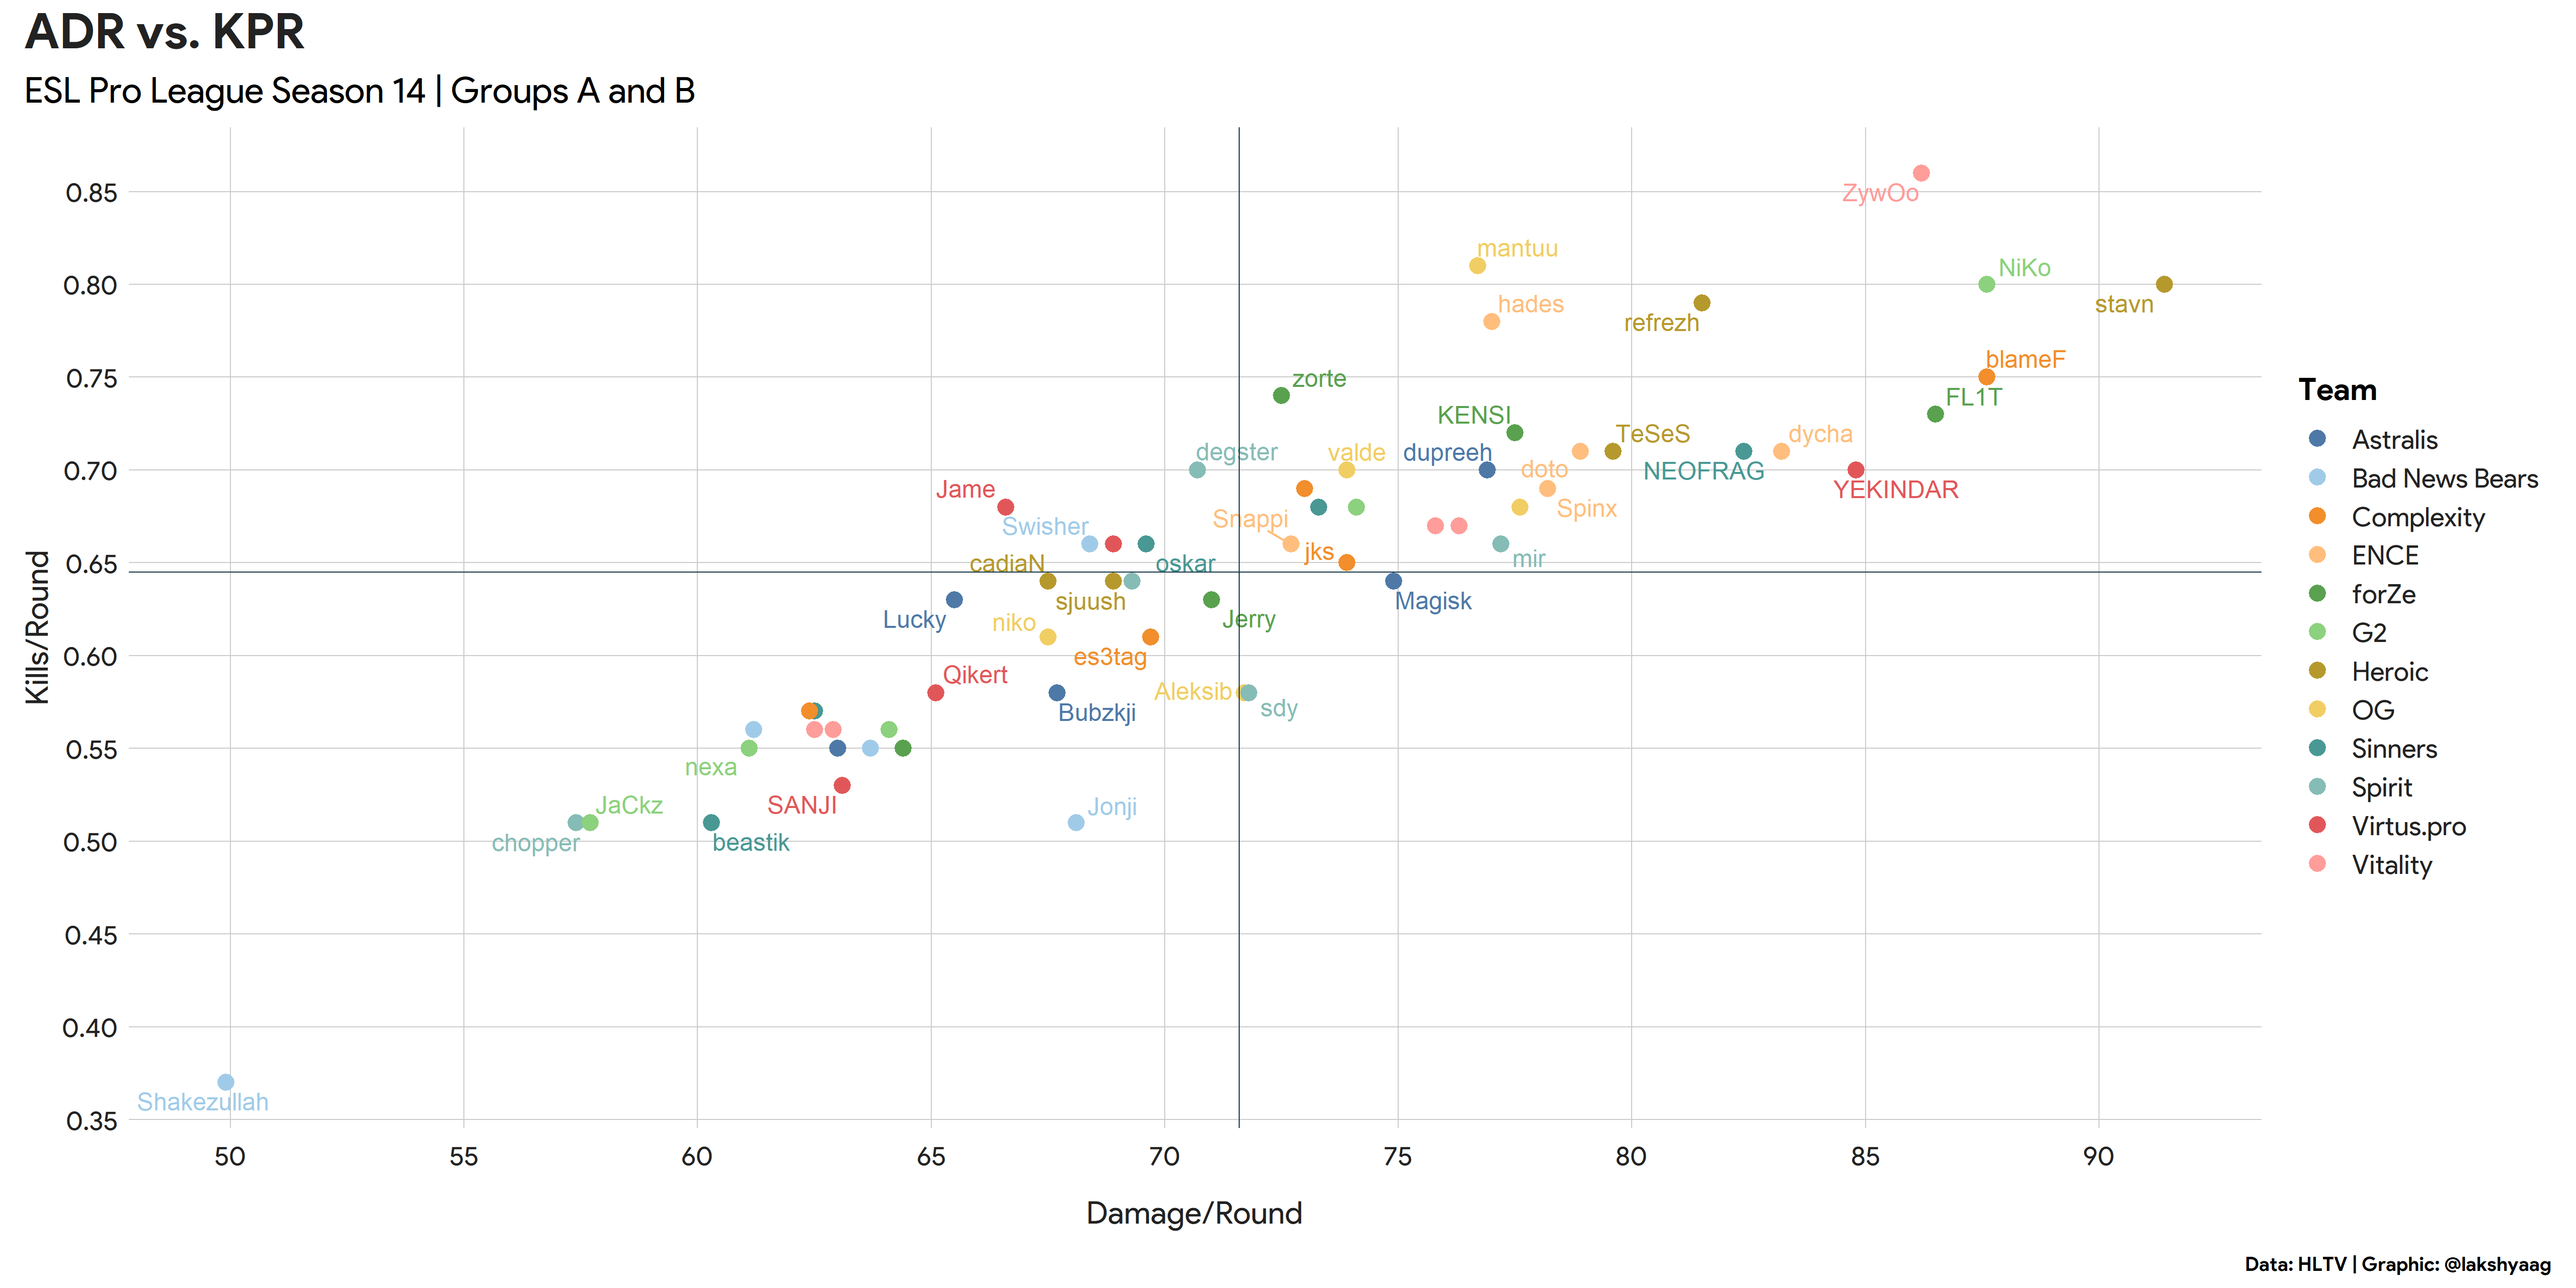 ADR vs. KPR
ESL Pro League Season 14 | Groups A and B
Kills/Round
0.85
0.80
0.75
0.70
0.65
0.60
0.55
0.50
0.45
0.40
0.35
ZywOo
mantuu
NiKo
hades
stavn
refrezh
blameF
zorte
FL1T
KENSI
TeSeS
dycha
degster
valde
dupreeh
doto
NEOFRAG
Jame
YEKINDAR
Spinx
Swisher
Snappi
jks
mir
cadiaN
oskar
sjuush
Magisk
Lucky
niko
Jerry
es3tag
Qikert
Aleksib
sdy
Bubzkji
nexa
SANJI
JaCkz
Jonji
chopper
beastik
Shakezullah
50
55
60
65
70
75
80
85
90
Damage/Round
Team
Astralis
Bad News Bears
Complexity
ENCE
forZe
G2
Heroic
OG
Sinners
Spirit
Virtus.pro
Vitality
Data: HLTV | Graphic: @lakshyaag